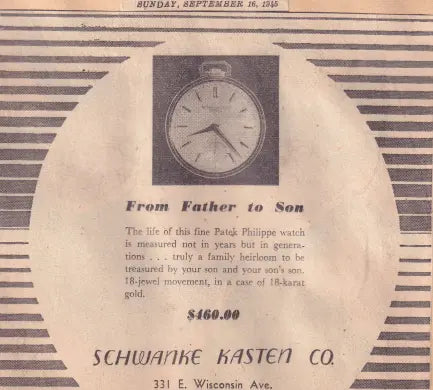 SUNDAY, SEPTEMBER 16, 1945
From Father to Son
The life of this fine Patek Philippe watch
is measured not in years but in genera-
tions . . . truly a family heirloom to be
treasured by your son and your son's son.
18-jewel movement, in a case of 18-karat
gold.
$460.00
SCHWANKE KASTEN CO.
331 E. Wisconsin Ave.